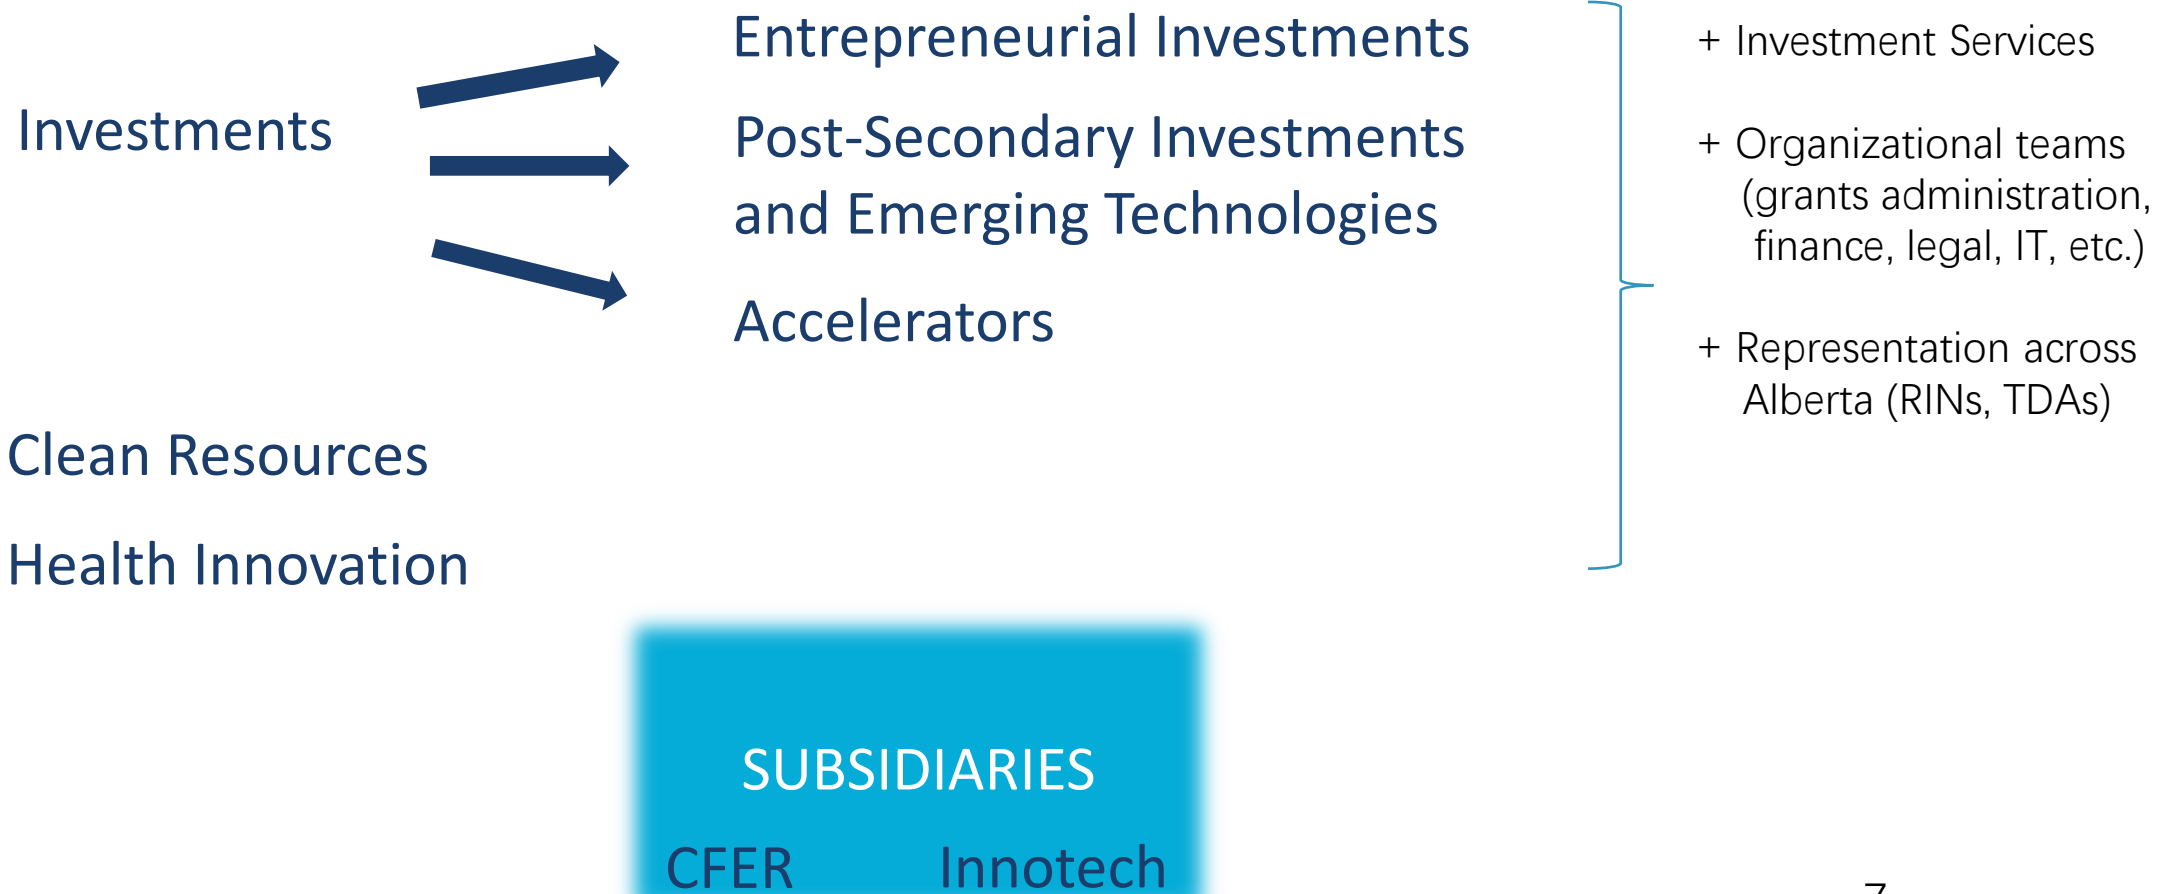 Investments
Entrepreneurial Investments
Post-Secondary Investments
and Emerging Technologies
Accelerators
Clean Resources
Health Innovation
+ Investment Services
+ Organizational teams
(grants administration,
finance, legal, IT, etc.)
+ Representation across
Alberta (RINs, TDAs)
SUBSIDIARIES
CFER Innotech